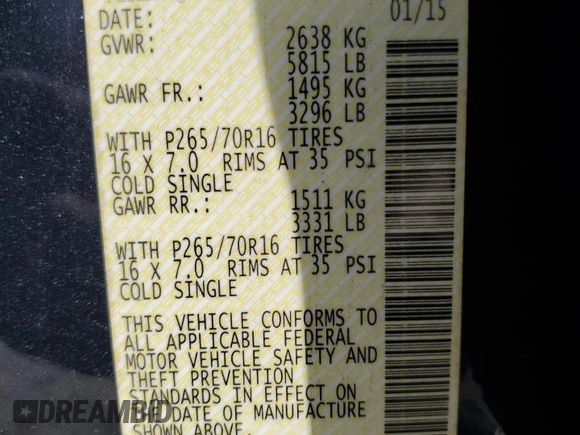 DATE: 01/15
GVWR: 2638 KG
5815 LB
GAWR FR.: 1495 KG
3296 LB
WITH P265/70R16 TIRES
16 X 7.0 RIMS AT 35 PSI
COLD SINGLE
GAWR RR.: 1511 KG
3331 LB
WITH P265/70R16 TIRES
16 X 7.0 RIMS AT 35 PSI
COLD SINGLE
THIS VEHICLE CONFORMS TO
ALL APPLICABLE FEDERAL
MOTOR VEHICLE SAFETY AND
THEFT PREVENTION
STANDARDS IN EFFECT ON
DATE OF MANUFACTURE
SHOWN ABOVE.
DREAMBID